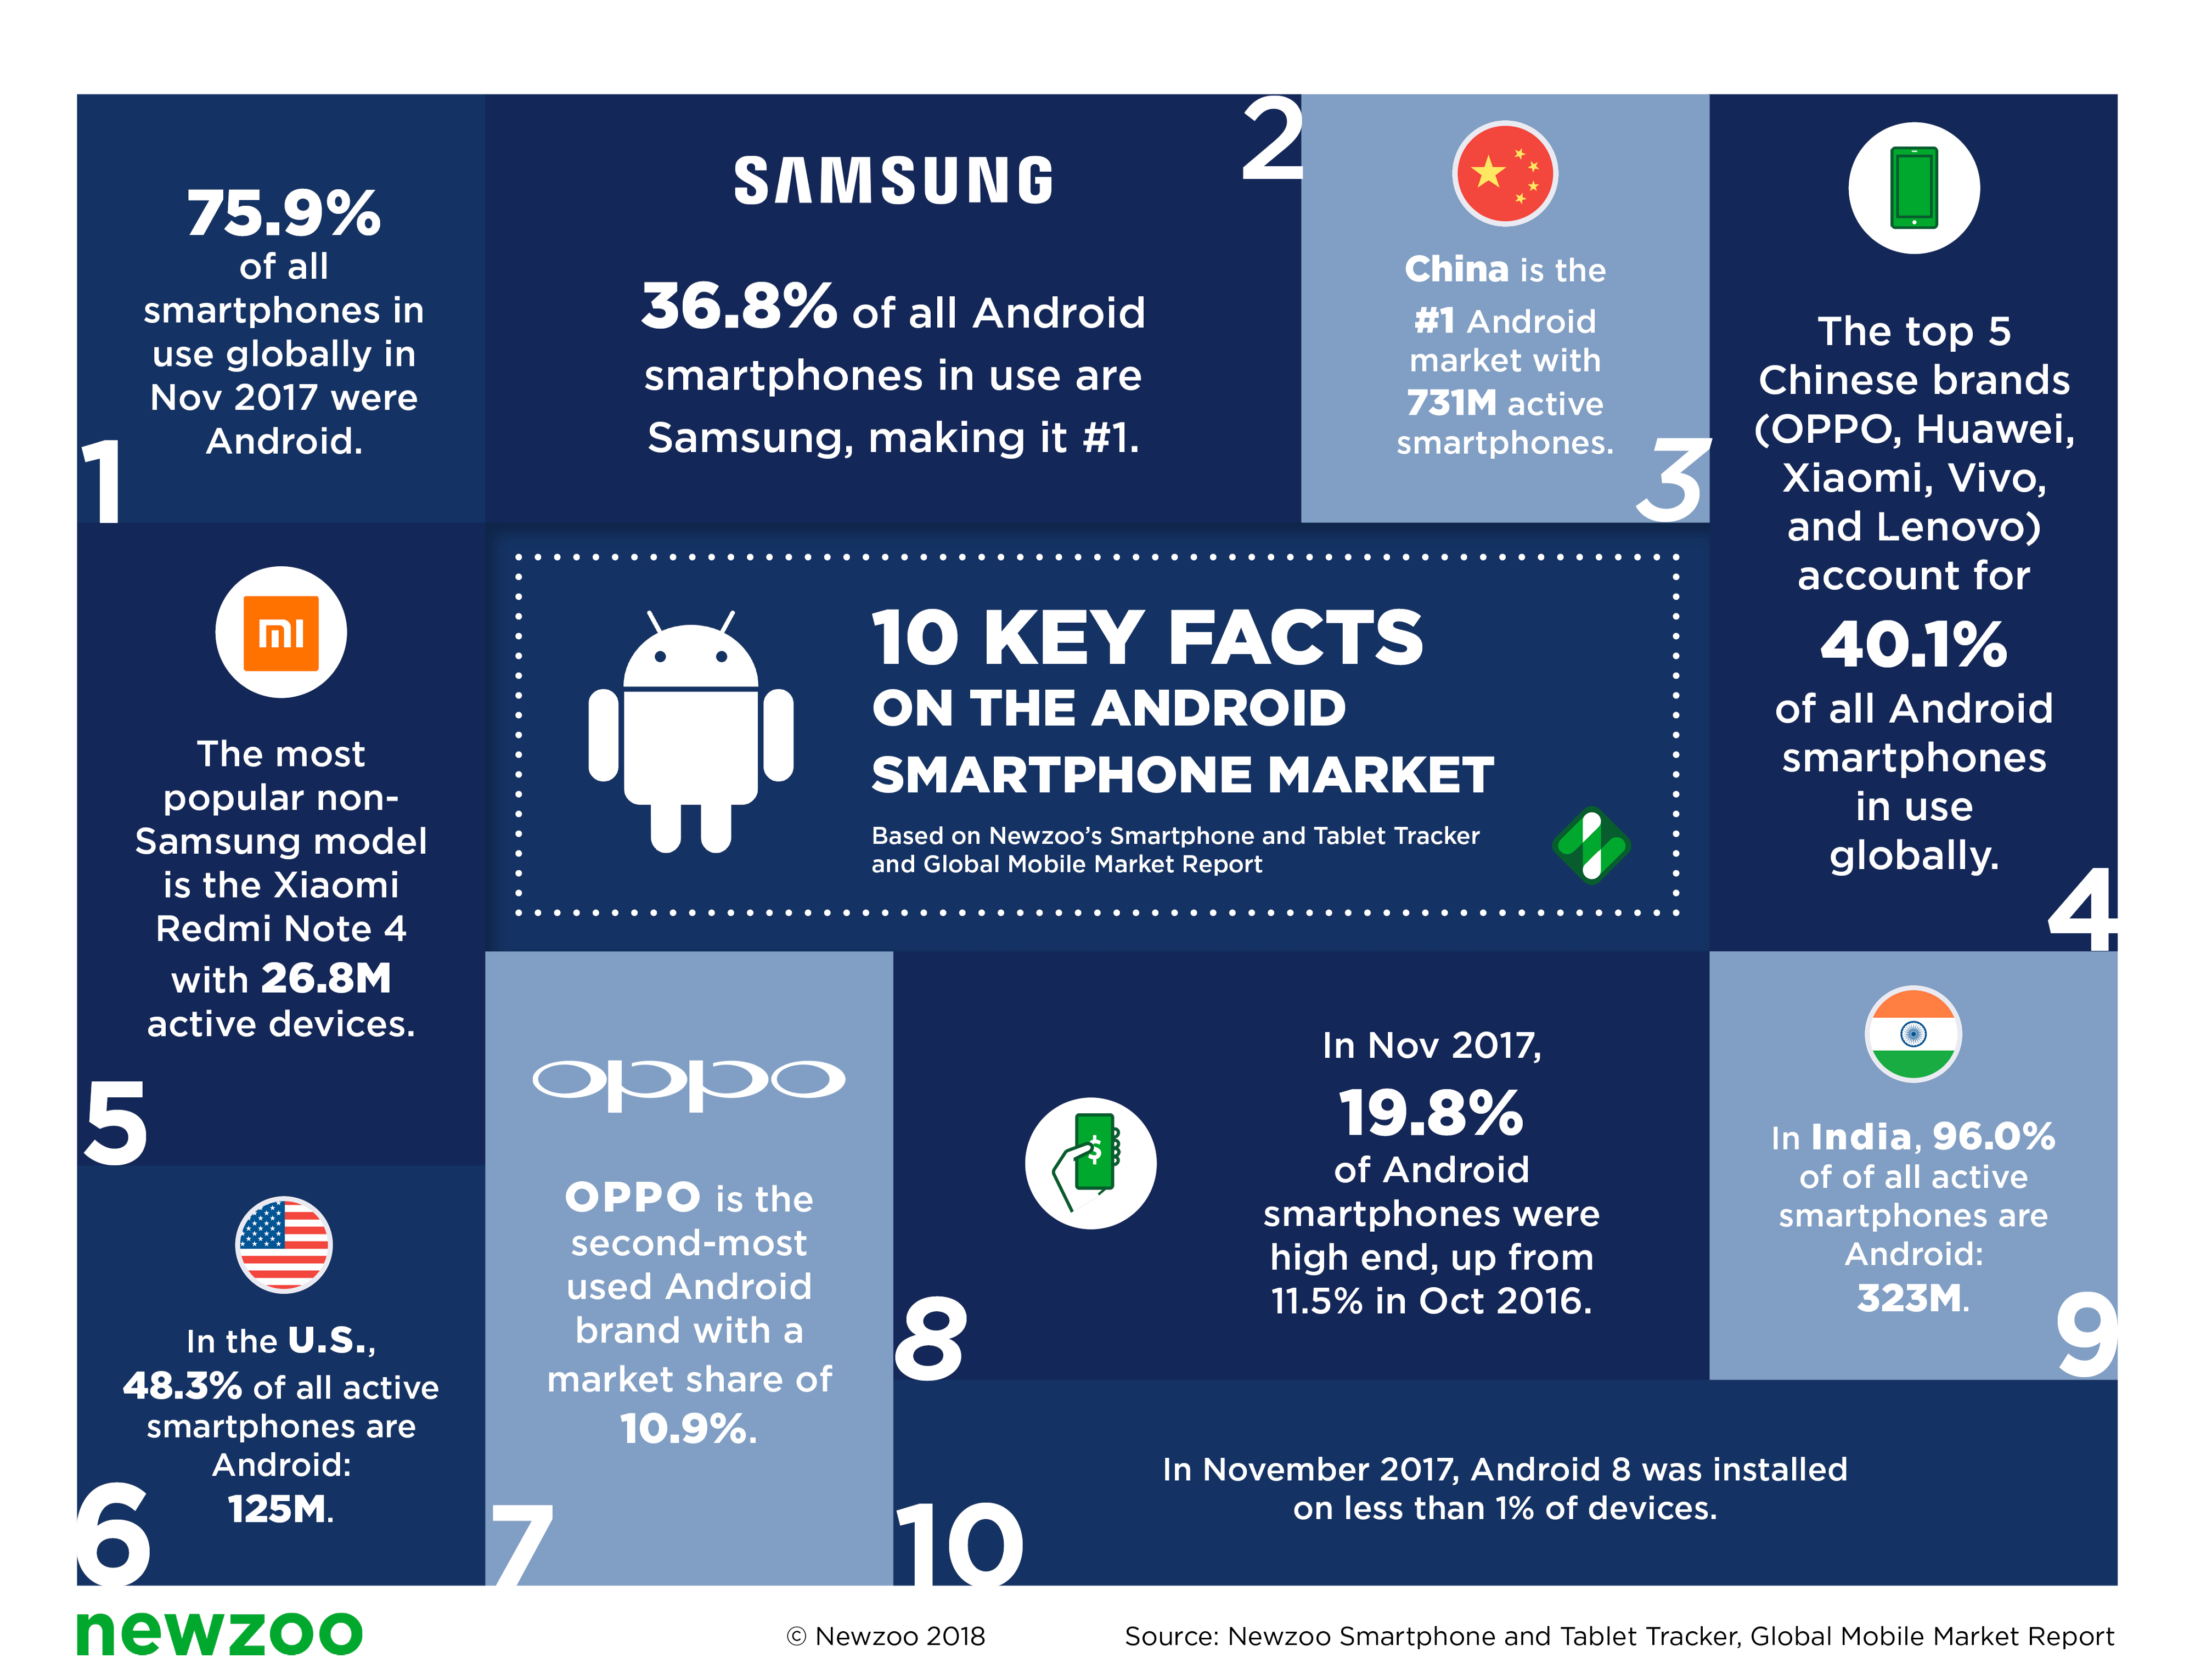 75.9%
of all
smartphones in
use globally in
Nov 2017 were
Android.
1
SAMSUNG
36.8% of all Android
smartphones in use are
Samsung, making it #1.
2
China is the
#1 Android
market with
731M active
smartphones.
3
The top 5
Chinese brands
(OPPO, Huawei,
Xiaomi, Vivo,
and Lenovo)
account for
40.1%
of all Android
smartphones
in use
globally.
4
10 KEY FACTS
ON THE ANDROID
SMARTPHONE MARKET
Based on Newzoo's Smartphone and Tablet Tracker
and Global Mobile Market Report
mi
The most
popular non-
Samsung model
is the Xiaomi
Redmi Note 4
with 26.8M
active devices.
5
In the U.S.,
48.3% of all active
smartphones are
Android:
125M.
6
oppo
OPPO is the
second-most
used Android
brand with a
market share of
10.9%.
7
$
In Nov 2017,
19.8%
of Android
smartphones were
high end, up from
11.5% in Oct 2016.
8
In India, 96.0%
of of all active
smartphones are
Android:
323M.
9
In November 2017, Android 8 was installed
on less than 1% of devices.
10
newzoo
© Newzoo 2018
Source: Newzoo Smartphone and Tablet Tracker, Global Mobile Market Report